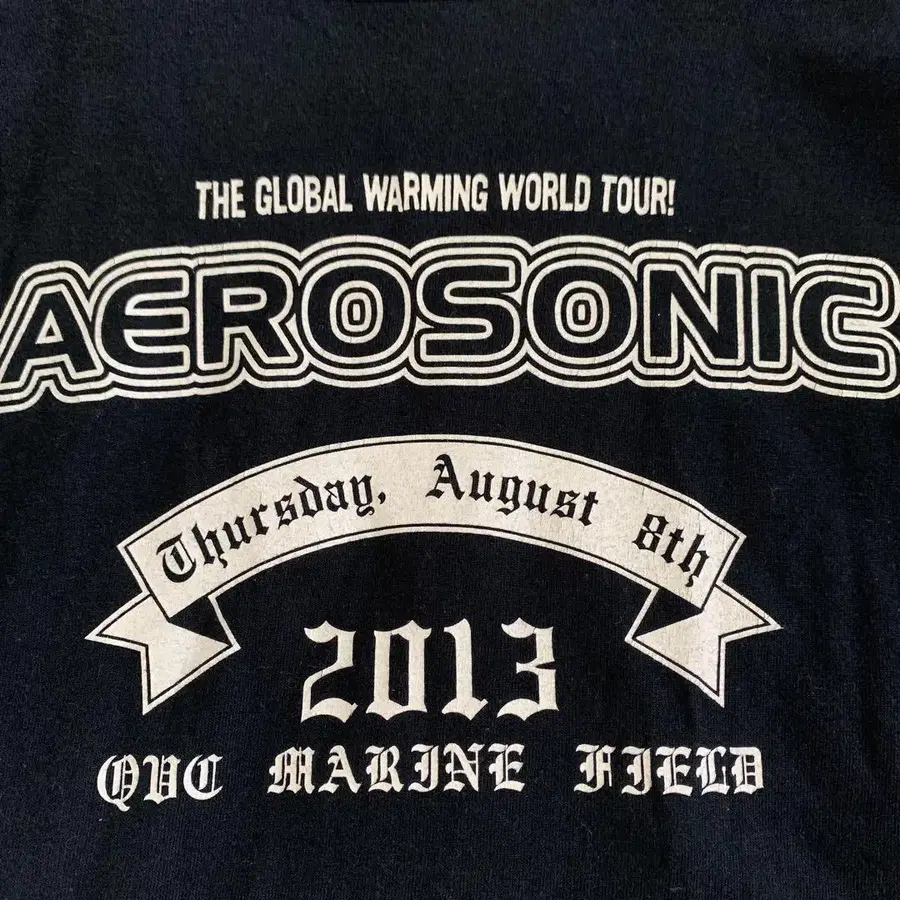 THE GLOBAL WARMING WORLD TOUR!
AEROSONIC
Thursday, August 8th
2013
QVC MARINE FIELD